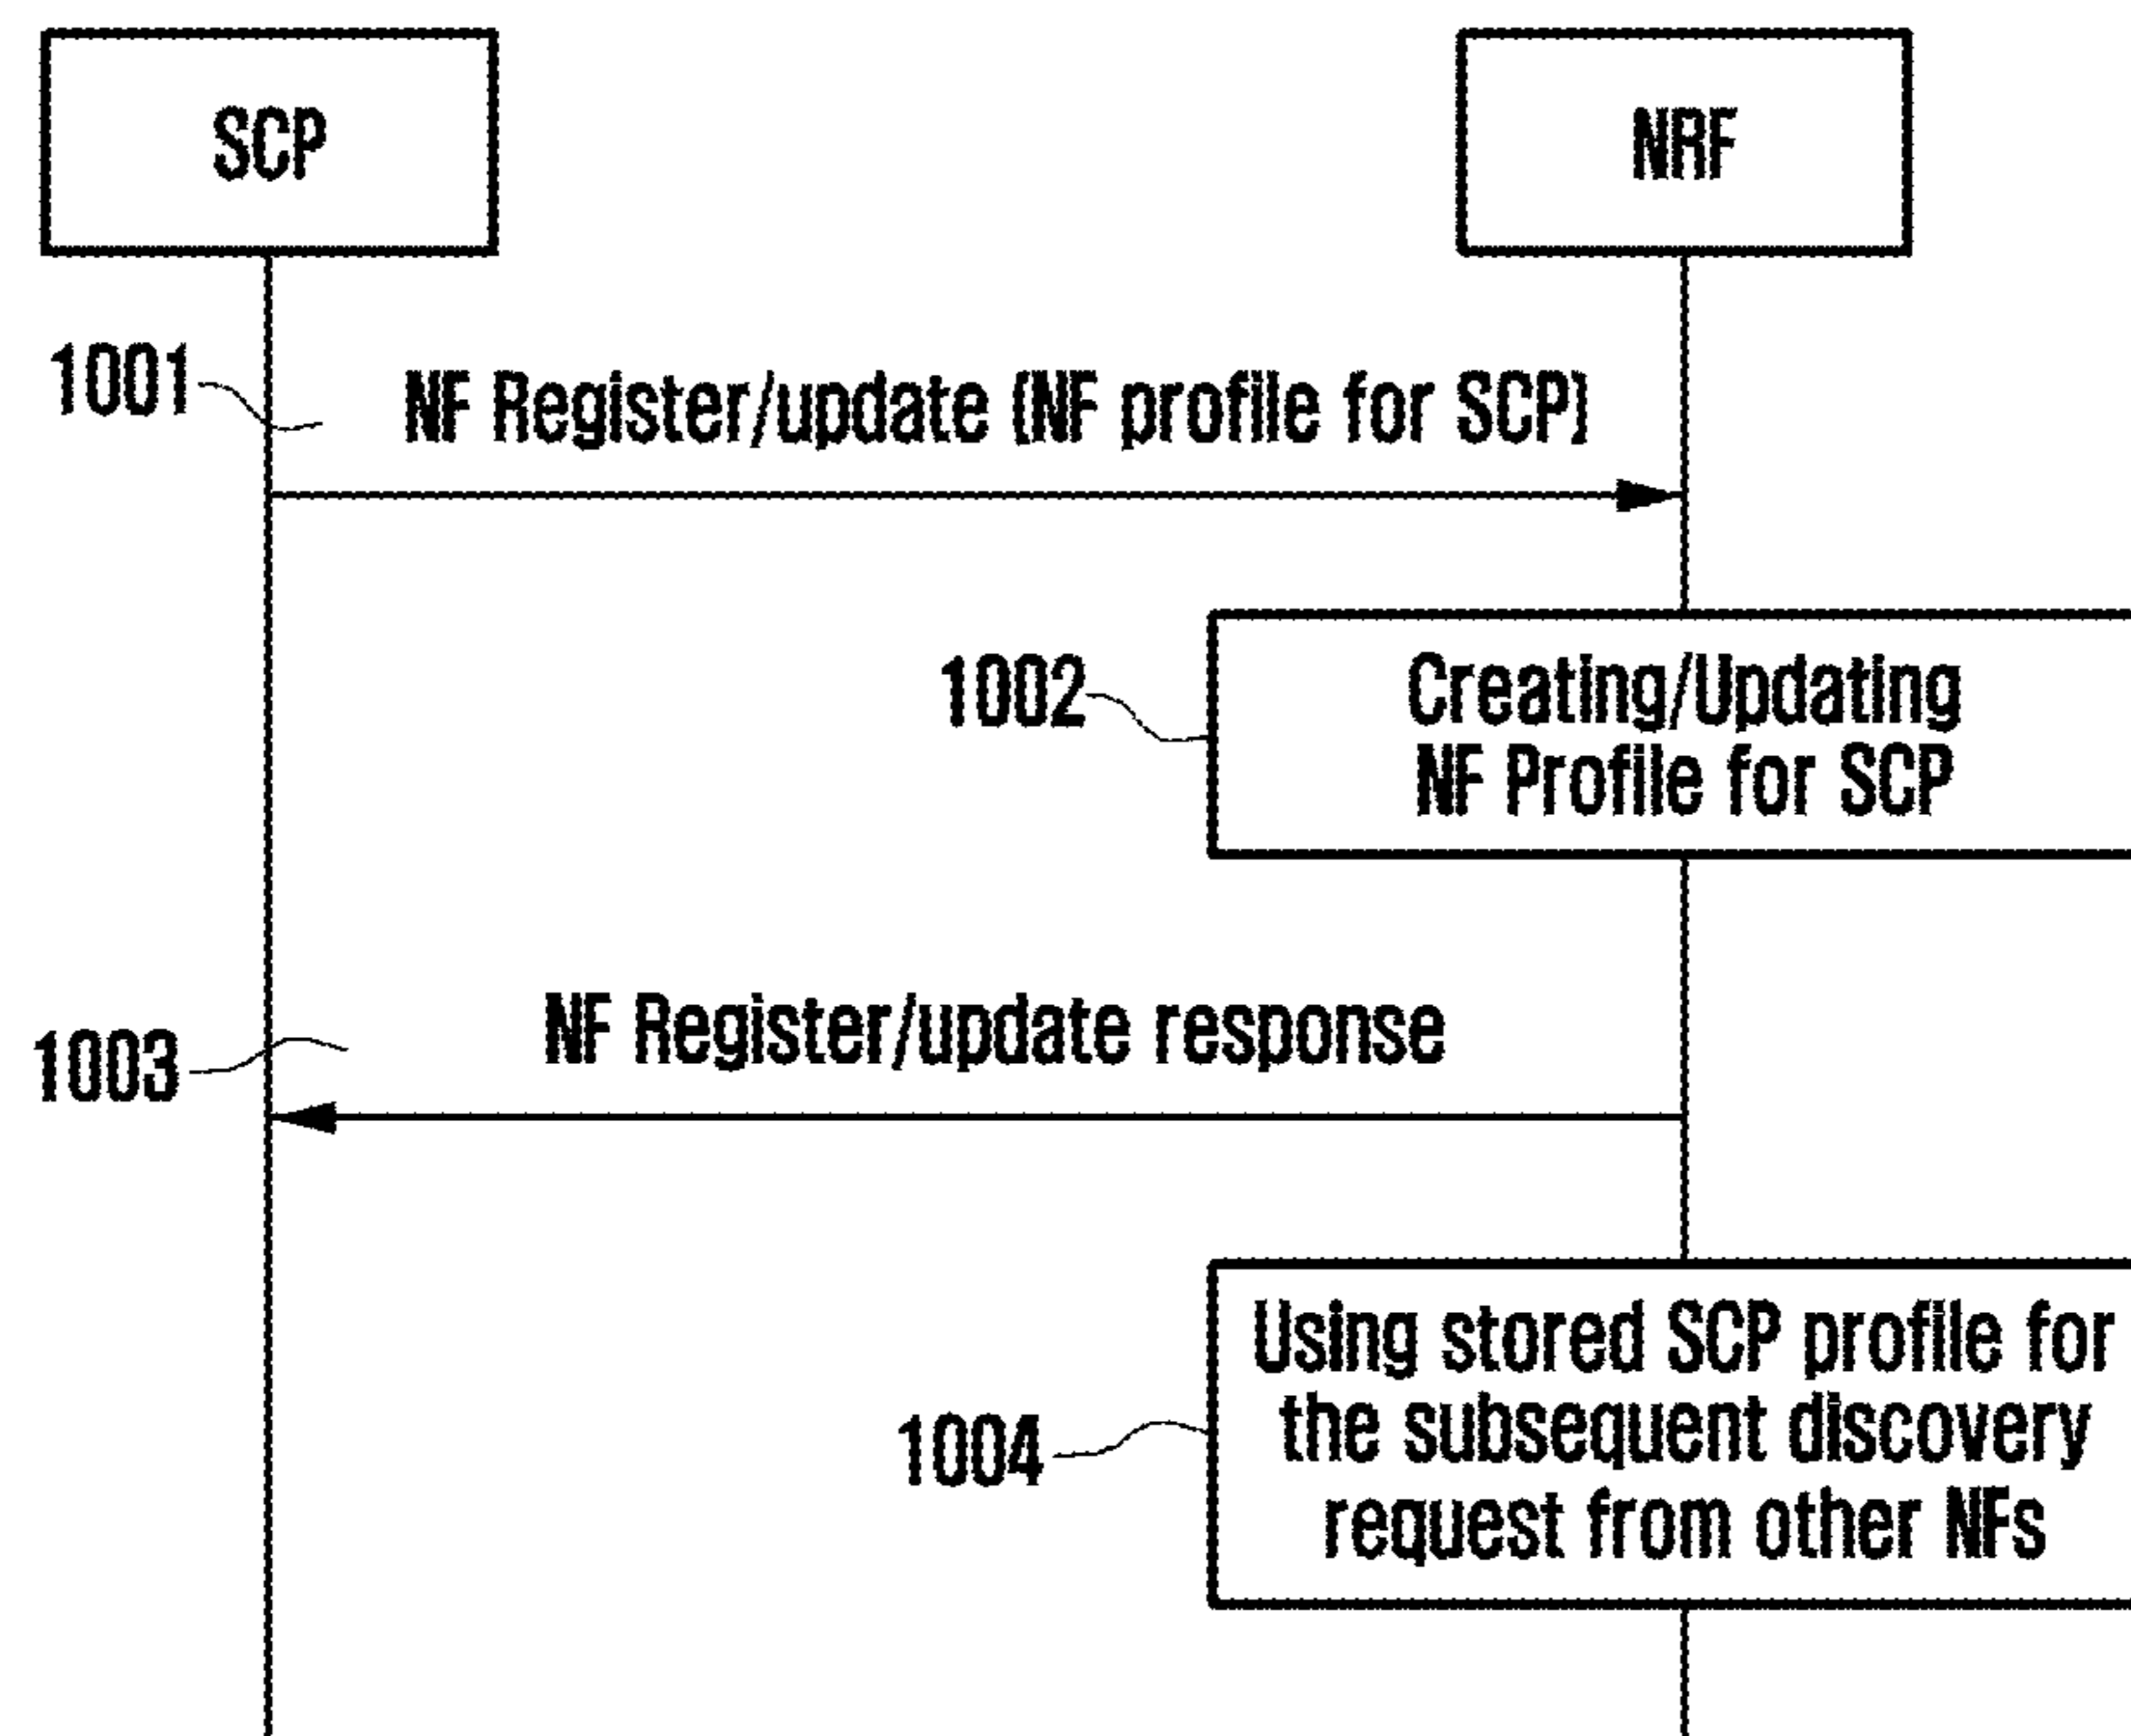 SCP
NRF
1001
NF Register/update (NF profile for SCP)
1002
Creating/Updating
NF Profile for SCP
NF Register/update response
1003
Using stored SCP profile for
the subsequent discovery
1004
request from other NFs